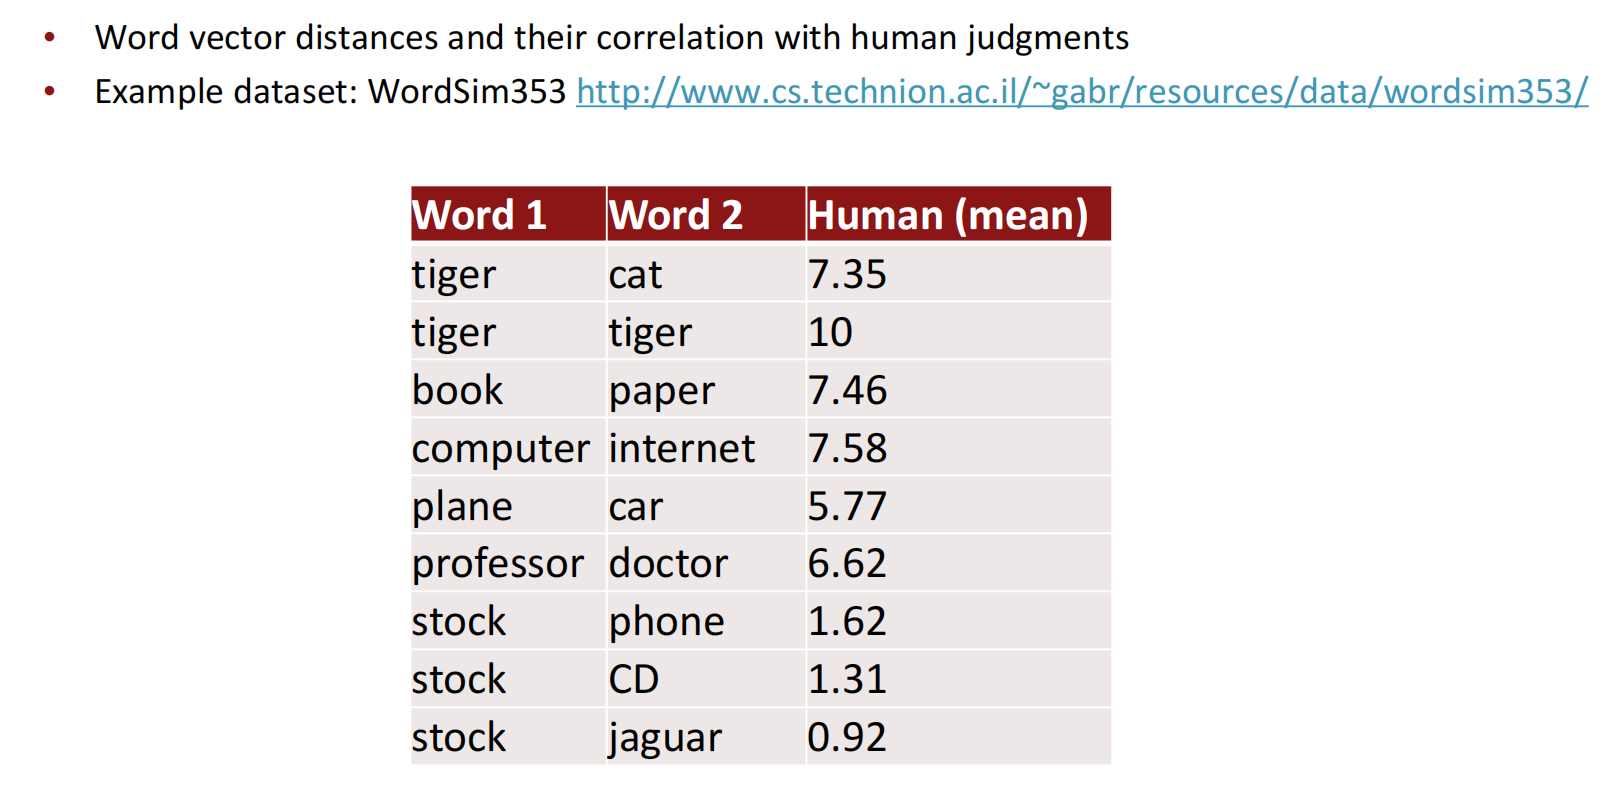 • Word vector distances and their correlation with human judgments
• Example dataset: WordSim353 http://www.cs.technion.ac.il/~gabr/resources/data/wordsim353/
Word 1 Word 2 Human (mean)
tiger cat 7.35
tiger tiger 10
book paper 7.46
computer internet 7.58
plane car 5.77
professor doctor 6.62
stock phone 1.62
stock CD 1.31
stock jaguar 0.92